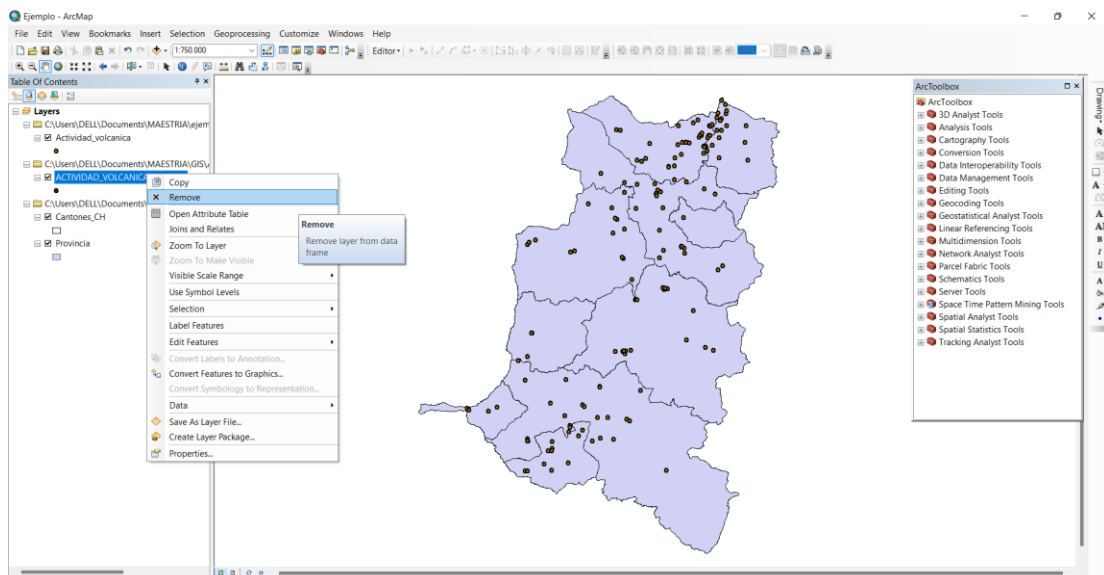 Ejemplo - ArcMap
File Edit View Bookmarks Insert Selection Geoprocessing Customize Windows Help
1:750.000
Editor
Table Of Contents
Layers
C:\Users\DELL\Documents\MAESTRIA\ejem
Actividad_volcanica
C:\Users\DELL\Documents\MAESTRIA\GIS\
ACTIVIDAD_VOLCANICA
C:\Users\DELL\Documents\
Cantones_CH
Provincia
Copy
Remove
Open Attribute Table
Joins and Relates
Zoom To Layer
Zoom To Make Visible
Visible Scale Range
Use Symbol Levels
Selection
Label Features
Edit Features
Convert Labels to Annotation...
Convert Features to Graphics...
Convert Symbology to Representation...
Data
Save As Layer File...
Create Layer Package...
Properties...
Remove
Remove layer from data
frame
ArcToolbox
ArcToolbox
3D Analyst Tools
Analysis Tools
Cartography Tools
Conversion Tools
Data Interoperability Tools
Data Management Tools
Editing Tools
Geocoding Tools
Geostatistical Analyst Tools
Linear Referencing Tools
Multidimension Tools
Network Analyst Tools
Parcel Fabric Tools
Schematics Tools
Server Tools
Space Time Pattern Mining Tools
Spatial Analyst Tools
Spatial Statistics Tools
Tracking Analyst Tools
Drawing
A
A
A
B
I
U
A